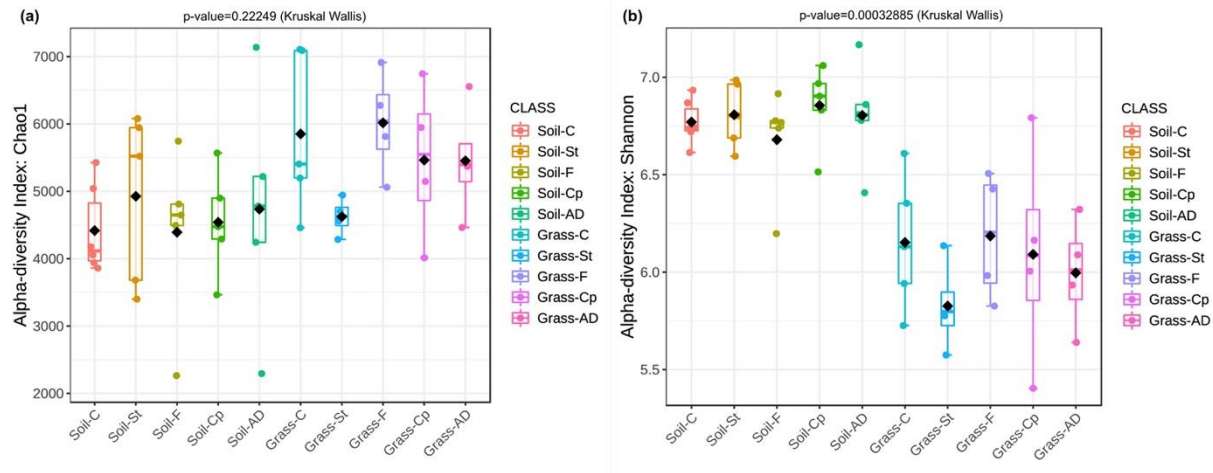 (a)
p-value=0.22249 (Kruskal Wallis)
Alpha-diversity Index: Chao1
7000
6000
5000
4000
3000
2000
Soil-C
Soil-St
Soil-F
Soil-Cp
Soil-AD
Grass-C
Grass-St
Grass-F
Grass-Cp
Grass-AD
CLASS
Soil-C
Soil-St
Soil-F
Soil-Cp
Soil-AD
Grass-C
Grass-St
Grass-F
Grass-Cp
Grass-AD
(b)
p-value=0.00032885 (Kruskal Wallis)
Alpha-diversity Index: Shannon
7.0
6.5
6.0
5.5
Soil-C
Soil-St
Soil-F
Soil-Cp
Soil-AD
Grass-C
Grass-St
Grass-F
Grass-Cp
Grass-AD
CLASS
Soil-C
Soil-St
Soil-F
Soil-Cp
Soil-AD
Grass-C
Grass-St
Grass-F
Grass-Cp
Grass-AD